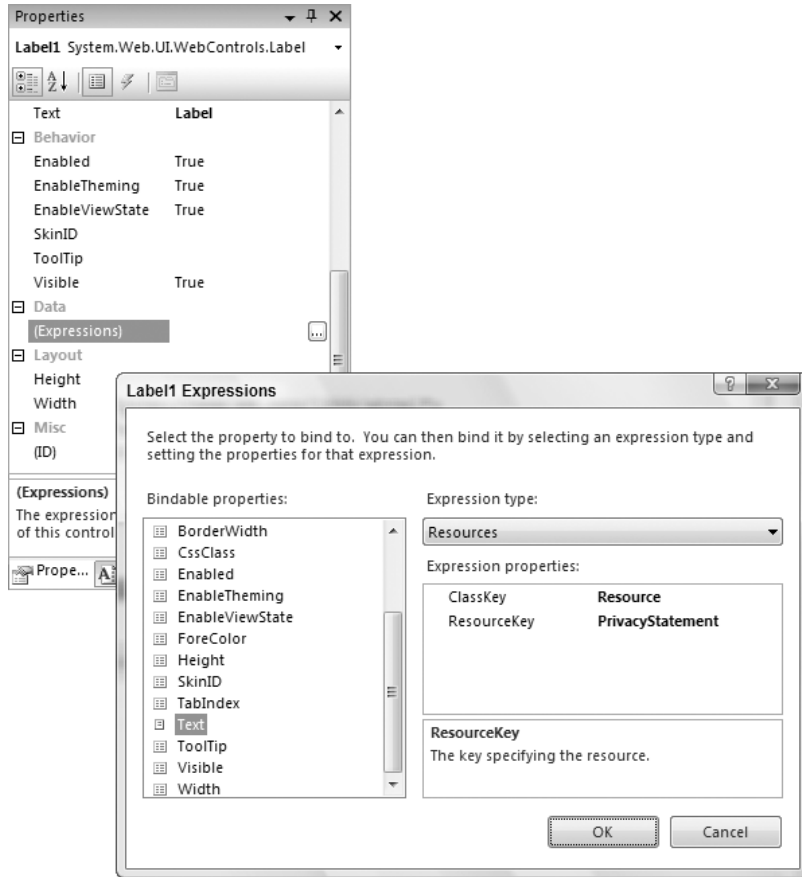 Properties
Label1 System.Web.UI.WebControls.Label
Text Label
Behavior
Enabled True
EnableTheming True
EnableViewState True
SkinID
ToolTip
Visible True
Data
(Expressions) ...
Layout
Height
Width
Misc
(ID)
(Expressions)
The expression
of this control
Prope...
Label1 Expressions
Select the property to bind to. You can then bind it by selecting an expression type and
setting the properties for that expression.
Bindable properties:
BorderWidth
CssClass
Enabled
EnableTheming
EnableViewState
ForeColor
Height
SkinID
TabIndex
Text
ToolTip
Visible
Width
Expression type:
Resources
Expression properties:
ClassKey Resource
ResourceKey PrivacyStatement
ResourceKey
The key specifying the resource.
OK Cancel